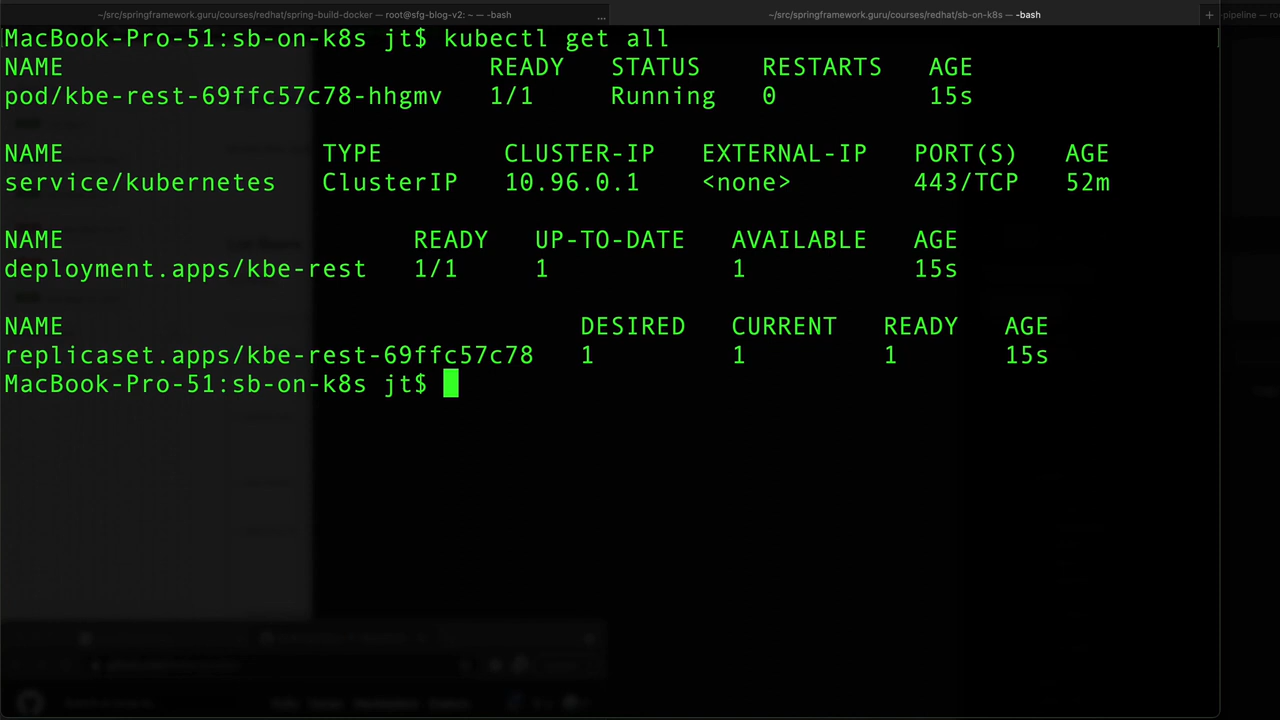 ~/src/springframework.guru/courses/redhat/spring-build-docker — root@sfg-blog-v2: ~ — -bash ... ~/src/springframework.guru/courses/redhat/sb-on-k8s — -bash + -pipeline — ro
MacBook-Pro-51:sb-on-k8s jt$ kubectl get all
NAME READY STATUS RESTARTS AGE
pod/kbe-rest-69ffc57c78-hhgmv 1/1 Running 0 15s
NAME TYPE CLUSTER-IP EXTERNAL-IP PORT(S) AGE
service/kubernetes ClusterIP 10.96.0.1 <none> 443/TCP 52m
NAME READY UP-TO-DATE AVAILABLE AGE
deployment.apps/kbe-rest 1/1 1 1 15s
NAME DESIRED CURRENT READY AGE
replicaset.apps/kbe-rest-69ffc57c78 1 1 1 15s
MacBook-Pro-51:sb-on-k8s jt$